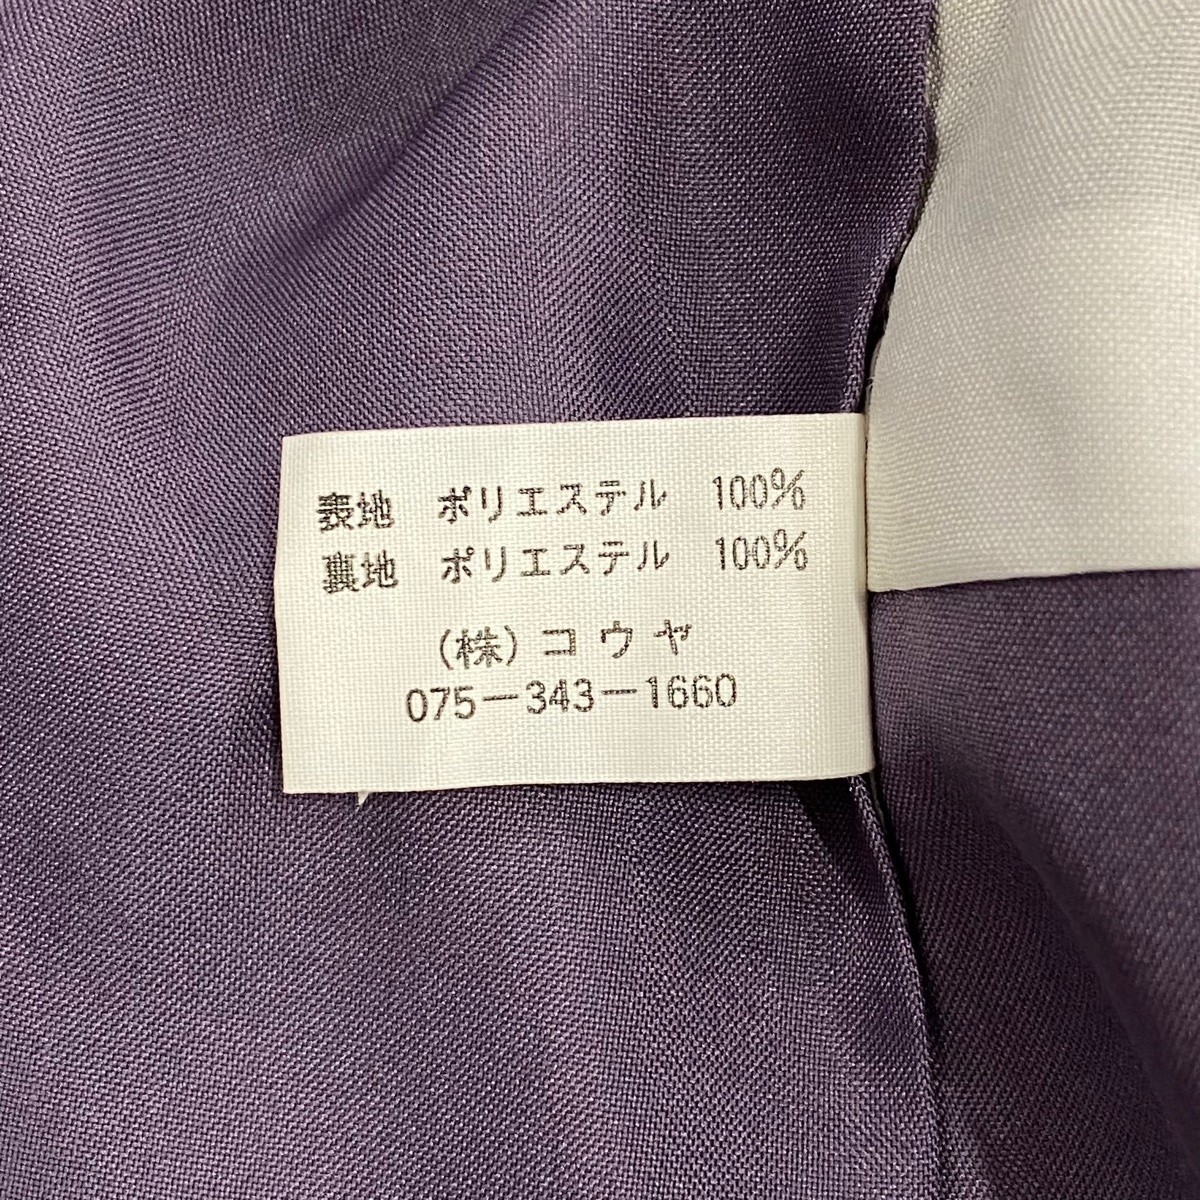 表地 ポリエステル 100%
裏地 ポリエステル 100%
(株)コウヤ
075-343-1660